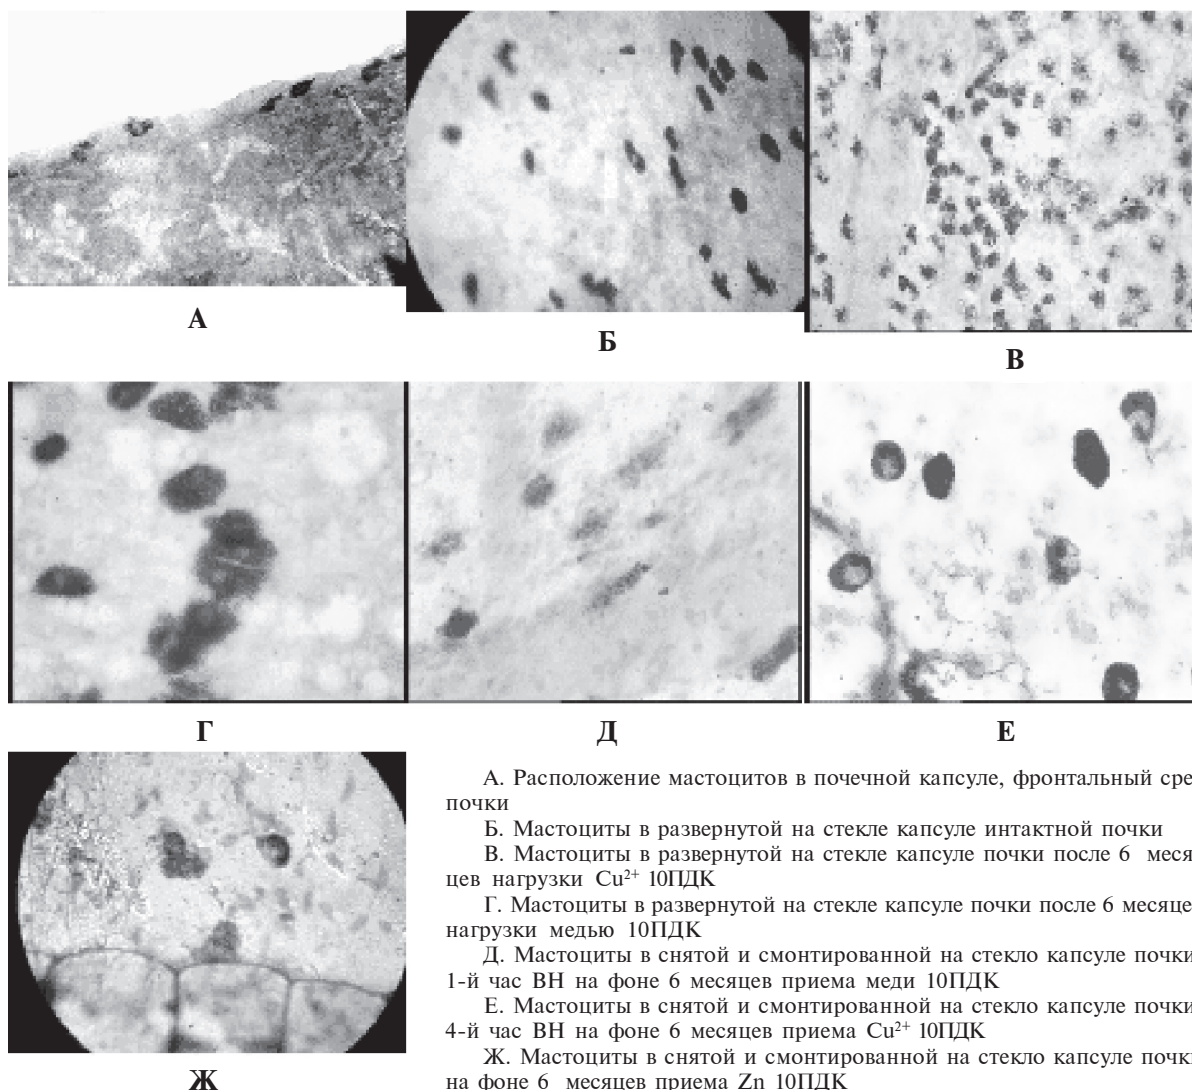 А
Б
В
Г
Д
Е
Ж
А. Расположение мастоцитов в почечной капсуле, фронтальный сре
почки
Б. Мастоциты в развернутой на стекле капсуле интактной почки
В. Мастоциты в развернутой на стекле капсуле почки после 6 меся
цев нагрузки Cu²⁺ 10ПДК
Г. Мастоциты в развернутой на стекле капсуле почки после 6 месяце
нагрузки медью 10ПДК
Д. Мастоциты в снятой и смонтированной на стекло капсуле почки
1-й час ВН на фоне 6 месяцев приема меди 10ПДК
Е. Мастоциты в снятой и смонтированной на стекло капсуле почки
4-й час ВН на фоне 6 месяцев приема Cu²⁺ 10ПДК
Ж. Мастоциты в снятой и смонтированной на стекло капсуле почк
на фоне 6 месяцев приема Zn 10ПДК